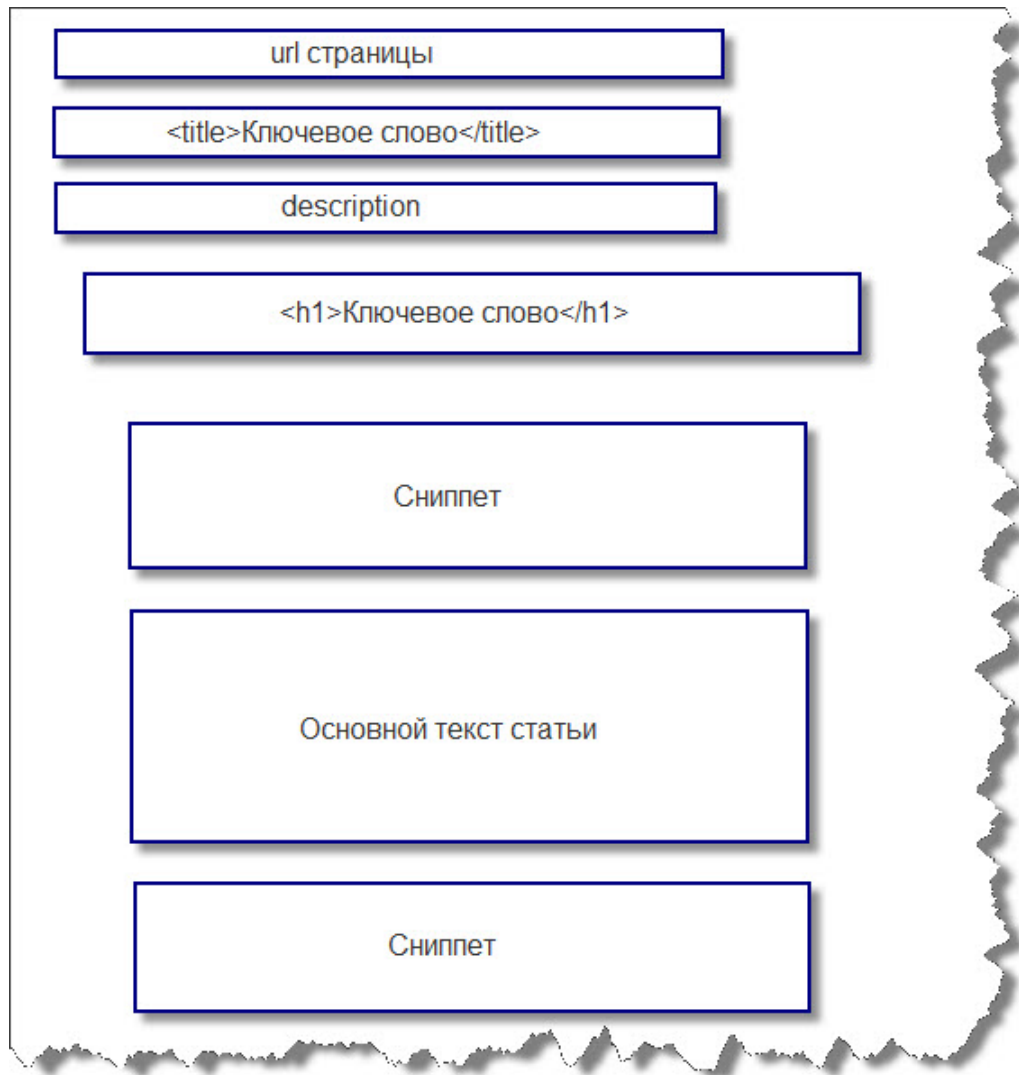 url страницы
<title>Ключевое слово</title>
description
<h1>Ключевое слово</h1>
Сниппет
Основной текст статьи
Сниппет